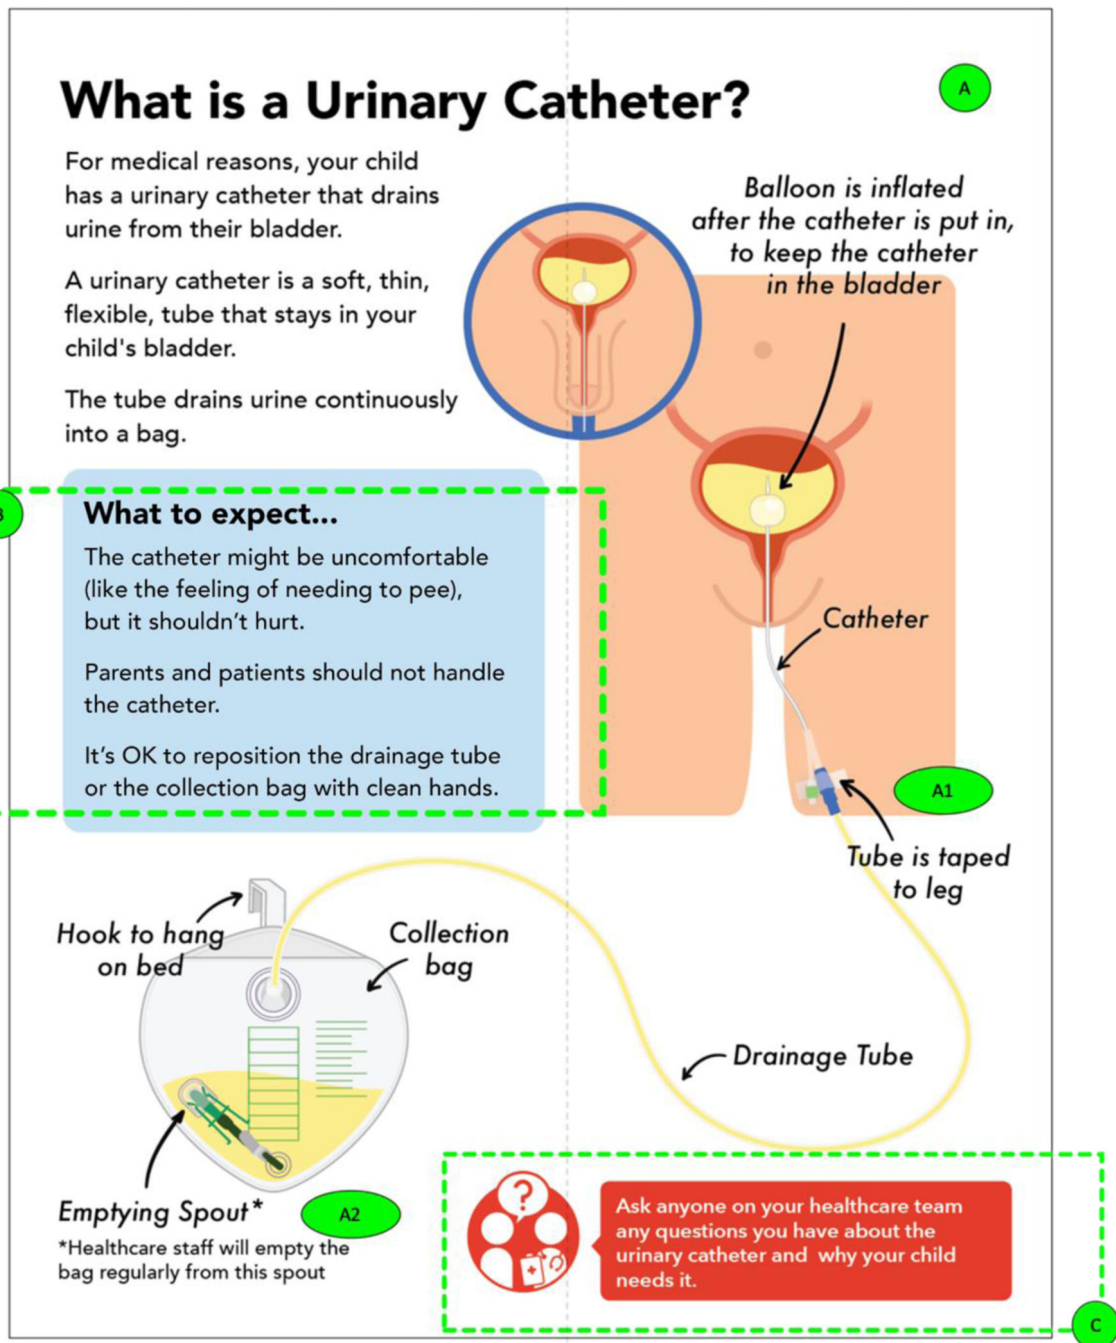 What is a Urinary Catheter?
A
For medical reasons, your child
has a urinary catheter that drains
urine from their bladder.
A urinary catheter is a soft, thin,
flexible, tube that stays in your
child's bladder.
The tube drains urine continuously
into a bag.
Balloon is inflated
after the catheter is put in,
to keep the catheter
in the bladder
B
What to expect...
The catheter might be uncomfortable
(like the feeling of needing to pee),
but it shouldn't hurt.
Parents and patients should not handle
the catheter.
It's OK to reposition the drainage tube
or the collection bag with clean hands.
Catheter
A1
Tube is taped
to leg
Hook to hang
on bed
Collection
bag
Drainage Tube
Emptying Spout*
A2
*Healthcare staff will empty the
bag regularly from this spout
?
Ask anyone on your healthcare team
any questions you have about the
urinary catheter and  why your child
needs it.
C